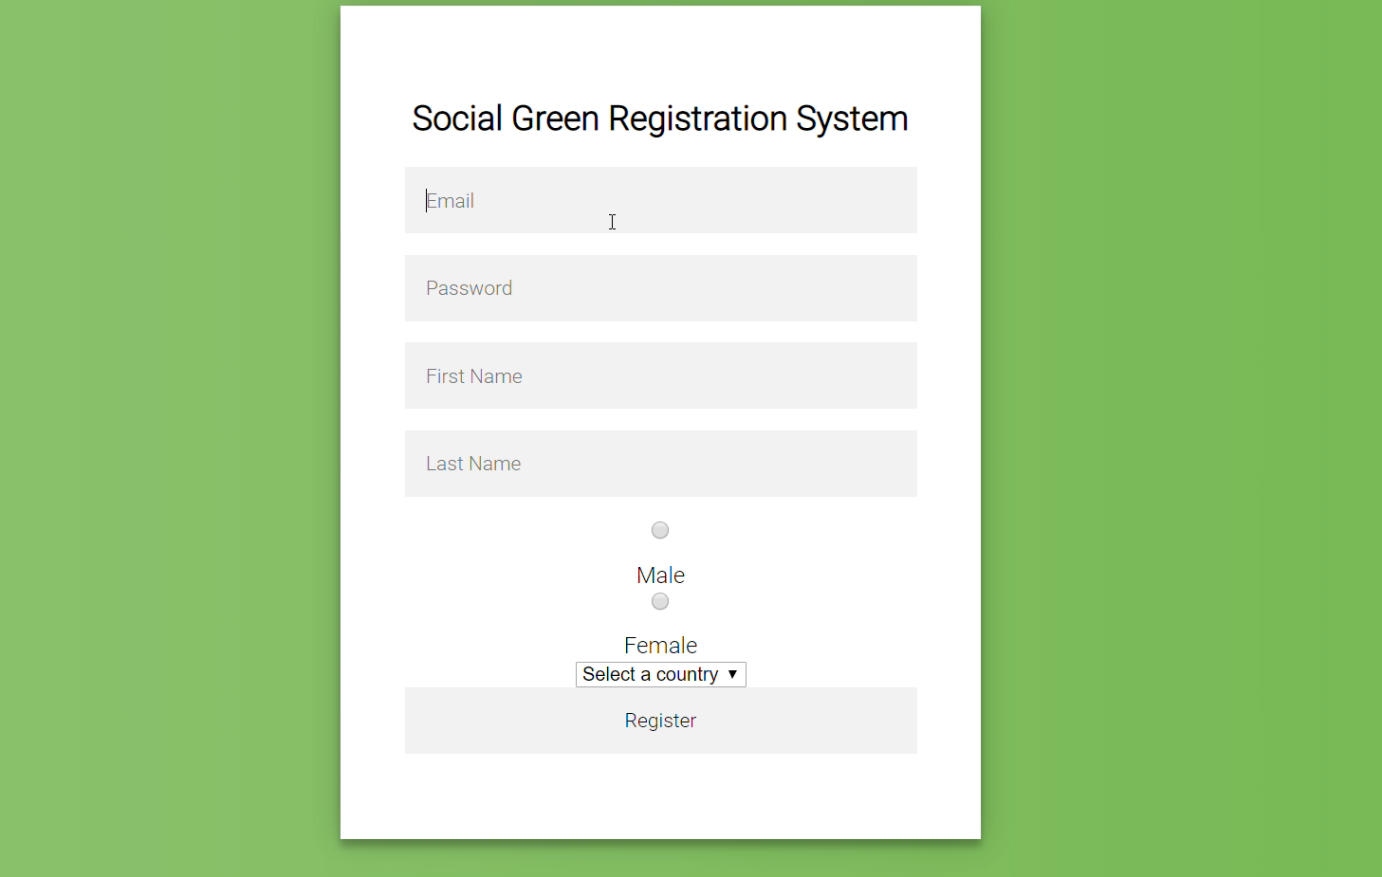 Social Green Registration System
Email
Password
First Name
Last Name
Male
Female
Select a country
Register